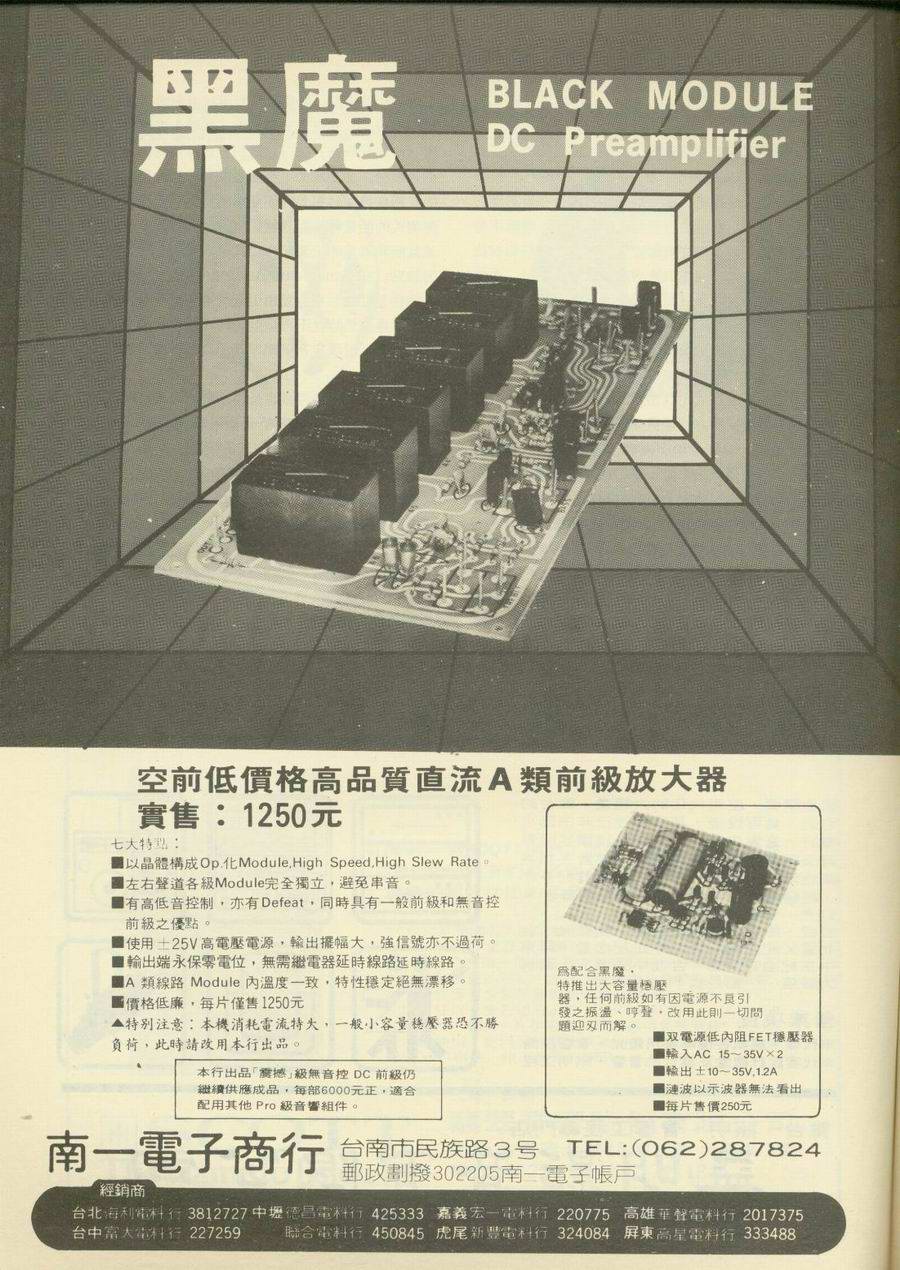 黑魔
BLACK MODULE
DC Preamplifier
空前低價格高品質直流A類前級放大器
實售：1250元
七大特點：
■以晶體構成Op.化Module,High Speed,High Slew Rate。
■左右聲道各級Module完全獨立，避免串音。
■有高低音控制，亦有Defeat，同時具有一般前級和無音控
前級之優點。
■使用±25V高電壓電源，輸出擺幅大，強信號亦不過荷。
■輸出端永保零電位，無需繼電器延時線路延時線路。
■A 類線路 Module 內溫度一致，特性穩定絕無漂移。
■價格低廉，每片僅售1250元
▲特別注意：本機消耗電流特大，一般小容量穩壓器恐不勝
負荷，此時請改用本行出品。
本行出品「震撼」級無音控 DC 前級仍
繼續供應成品，每部6000元正，適合
配用其他 Pro 級音響組件。
爲配合黑魔，
特推出大容量穩壓
器，任何前級如有因電源不良引
發之振盪、哼聲，改用此則一切問
題迎刃而解。
■双電源低內阻FET穩壓器
■輸入AC 15～35V×2
■輸出±10～35V,1.2A
■漣波以示波器無法看出
■每片售價250元
南一電子商行
台南市民族路3号 TEL:(062)287824
郵政劃撥302205南一電子帳戶
經銷商
台北海利電料行 3812727 中壢德昌電料行 425333 嘉義宏一電料行 220775 高雄華聲電料行 2017375
台中富大電料行 227259 聯合電料行 450845 虎尾新豐電料行 324084 屏東高星電料行 333488